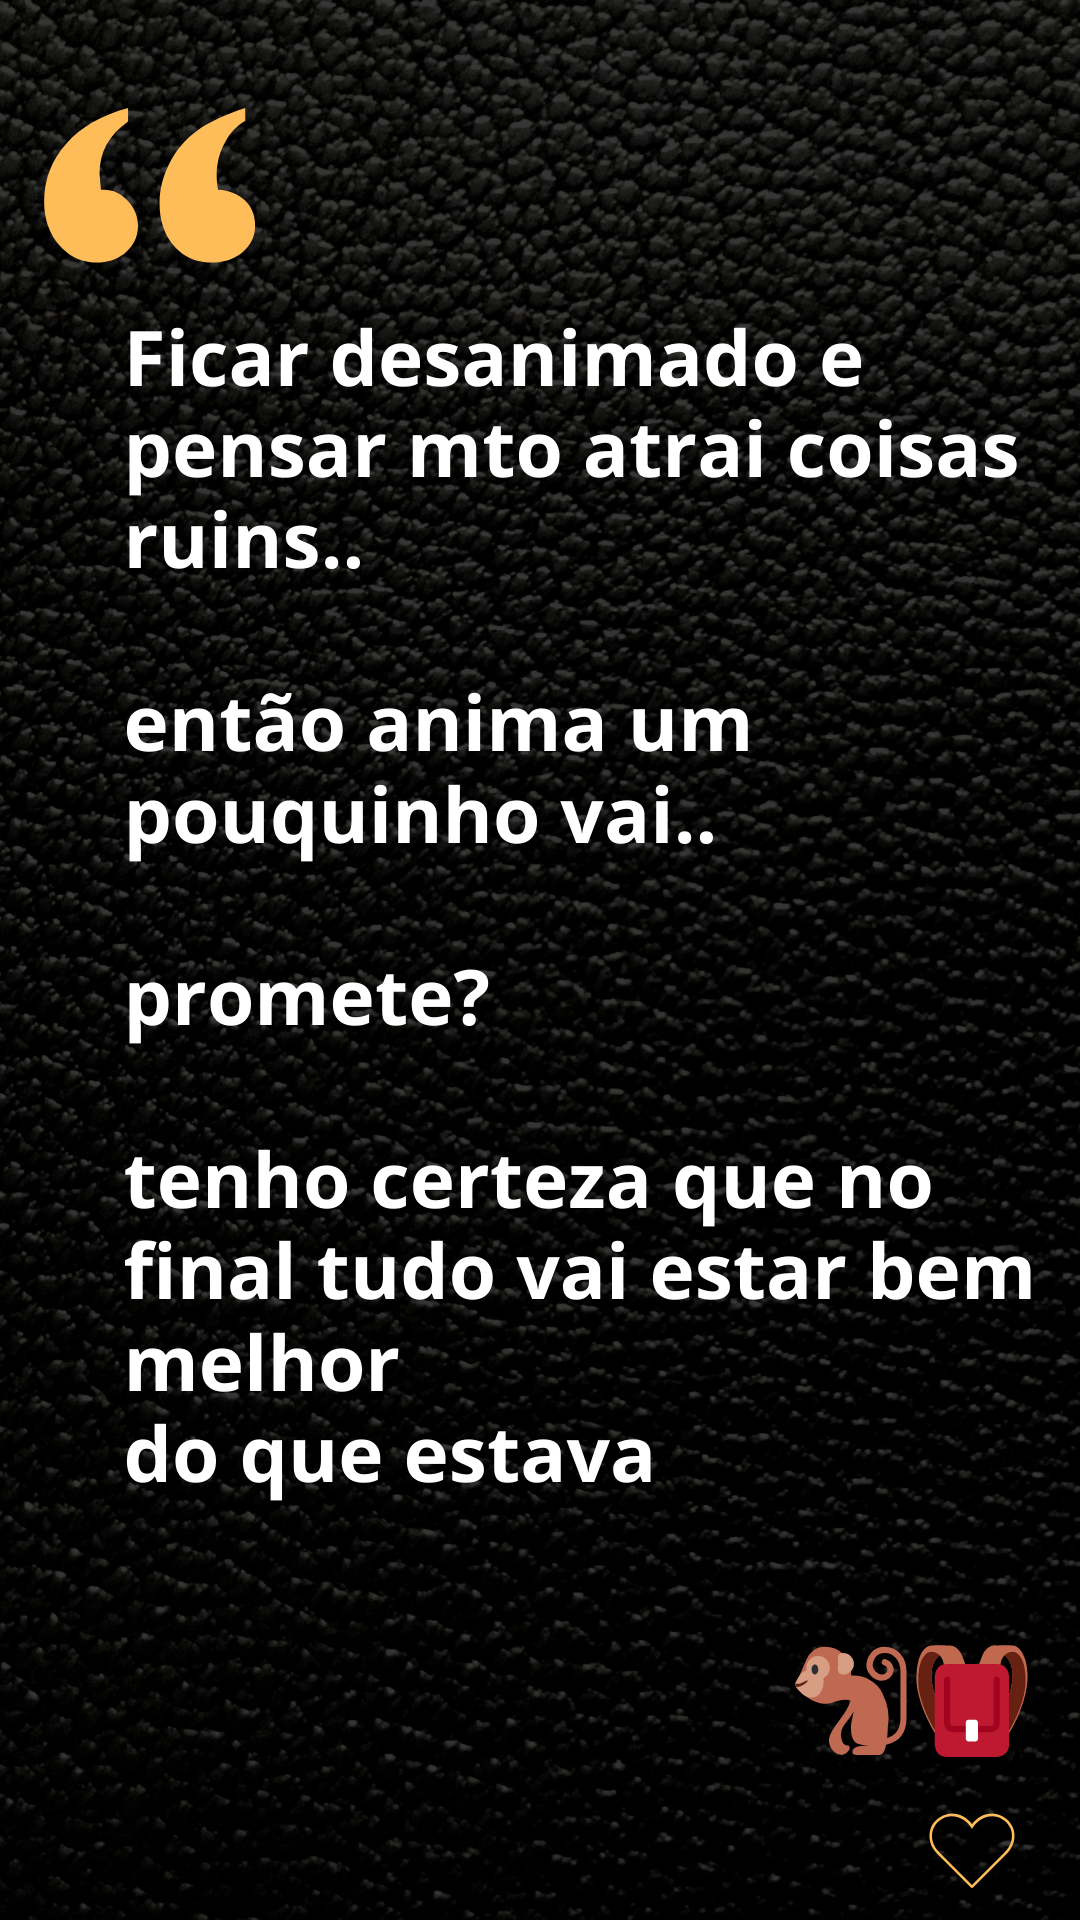 “
Ficar desanimado e
pensar mto atrai coisas
ruins..
então anima um
pouquinho vai..
promete?
tenho certeza que no
final tudo vai estar bem
melhor
do que estava